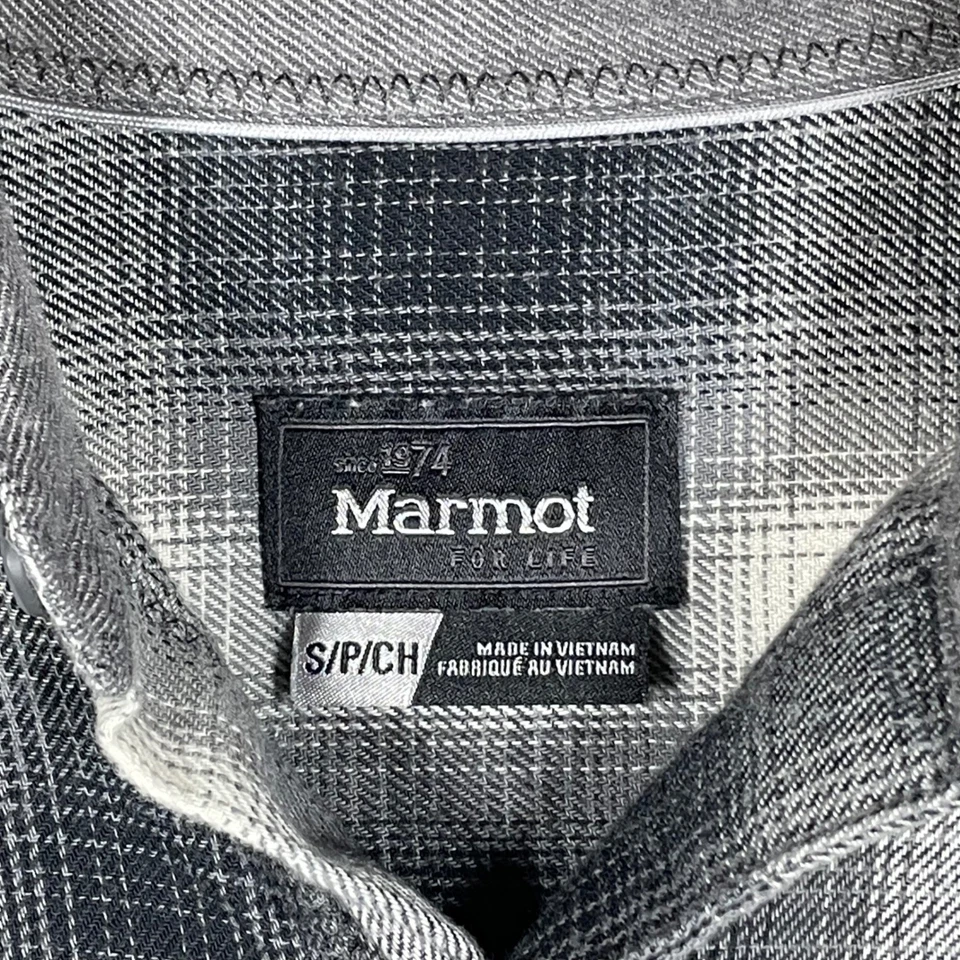 since 1974
Marmot
FOR LIFE
S/P/CH
MADE IN VIETNAM
FABRIQUÉ AU VIETNAM